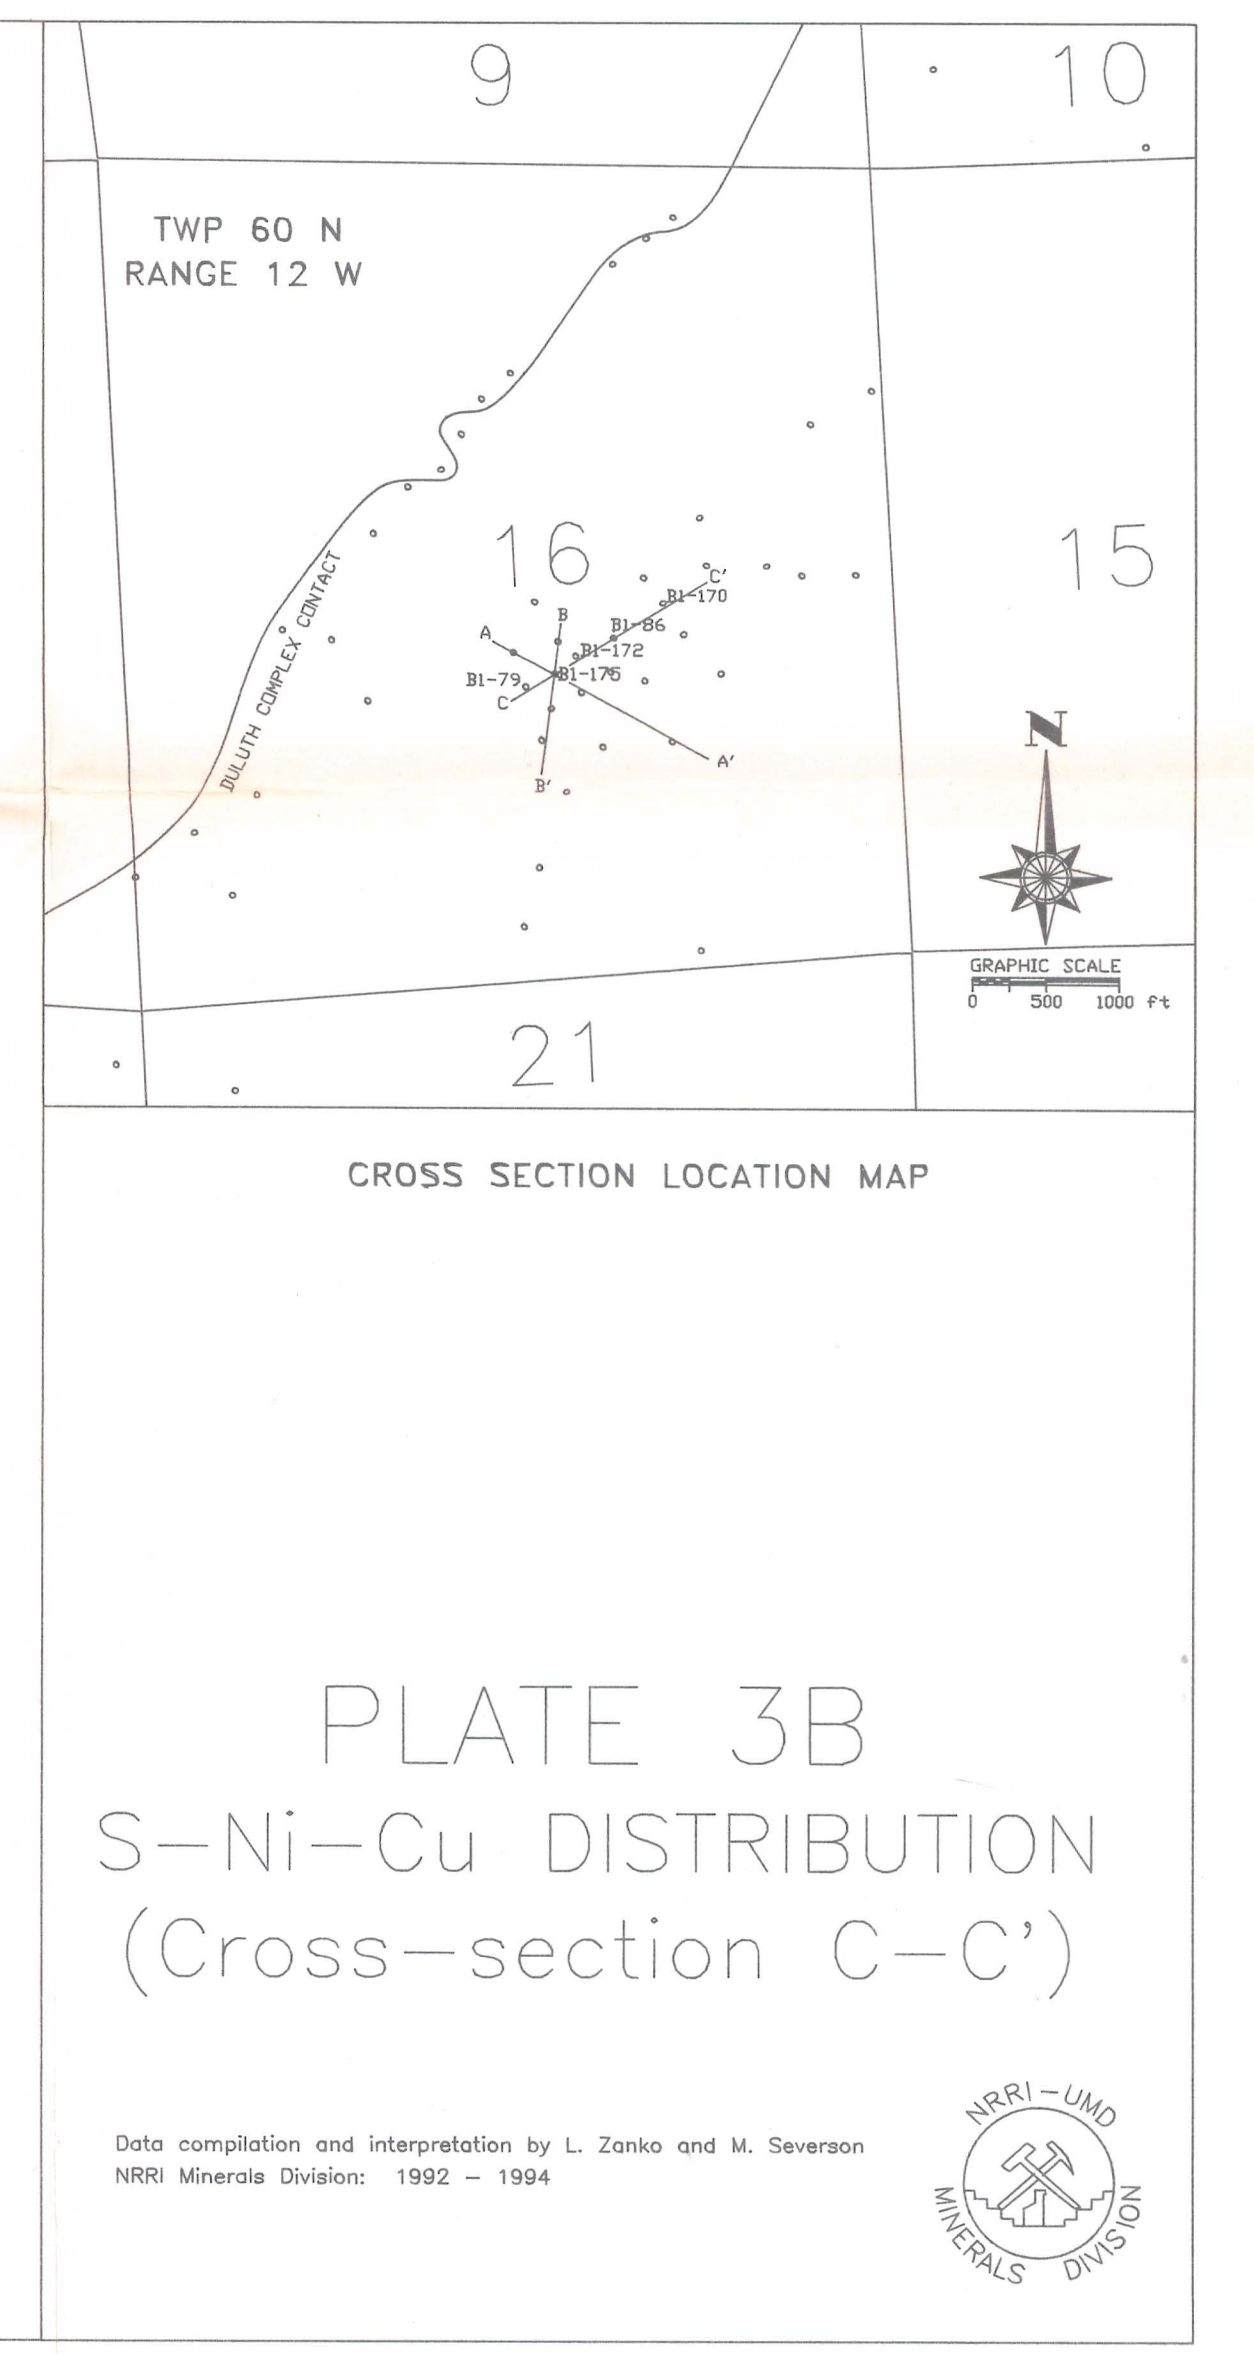 9
10
TWP 60 N
RANGE 12 W
16
15
DULUTH COMPLEX CONTACT
C'
B1-170
B
B1-86
A
B1-172
B1-175
B1-79
C
A'
B'
N
GRAPHIC SCALE
0 500 1000 ft
21
CROSS SECTION LOCATION MAP
PLATE 3B
S-Ni-Cu DISTRIBUTION
(Cross-section C-C')
Data compilation and interpretation by L. Zanko and M. Severson
NRRI Minerals Division: 1992 - 1994
NRRI-UMD
MINERALS DIVISION